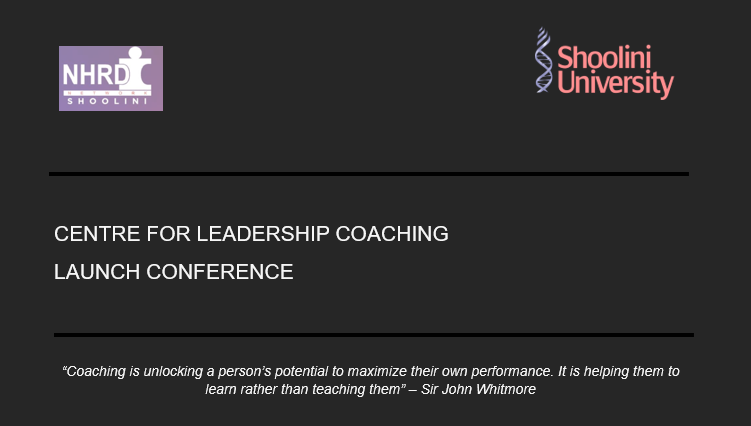 NHRD
NETWORK
SHOOLINI
Shoolini
University
CENTRE FOR LEADERSHIP COACHING
LAUNCH CONFERENCE
“Coaching is unlocking a person’s potential to maximize their own performance. It is helping them to
learn rather than teaching them” – Sir John Whitmore